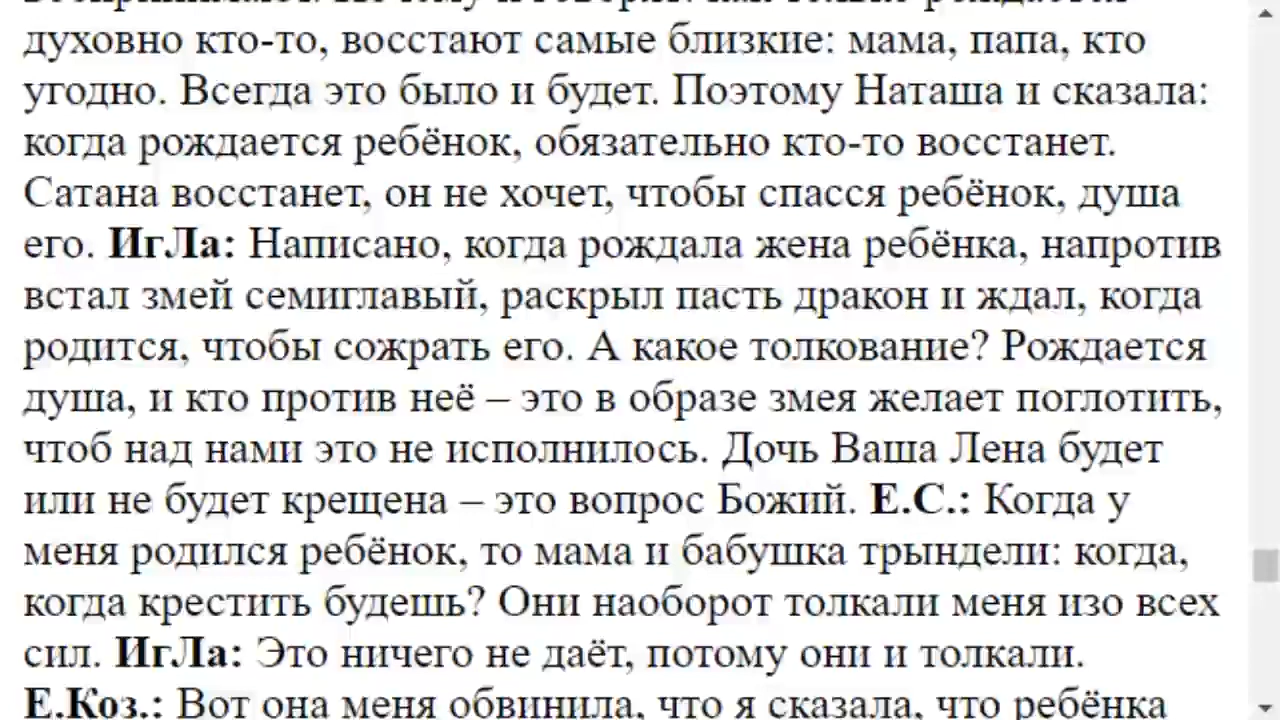 духовно кто-то, восстают самые близкие: мама, папа, кто
угодно. Всегда это было и будет. Поэтому Наташа и сказала:
когда рождается ребёнок, обязательно кто-то восстанет.
Сатана восстанет, он не хочет, чтобы спасся ребёнок, душа
его. ИгЛа: Написано, когда рождала жена ребёнка, напротив
встал змей семиглавый, раскрыл пасть дракон и ждал, когда
родится, чтобы сожрать его. А какое толкование? Рождается
душа, и кто против неё – это в образе змея желает поглотить,
чтоб над нами это не исполнилось. Дочь Ваша Лена будет
или не будет крещена – это вопрос Божий. Е.С.: Когда у
меня родился ребёнок, то мама и бабушка трындели: когда,
когда крестить будешь? Они наоборот толкали меня изо всех
сил. ИгЛа: Это ничего не даёт, потому они и толкали.
Е.Коз.: Вот она меня обвинила, что я сказала, что ребёнка